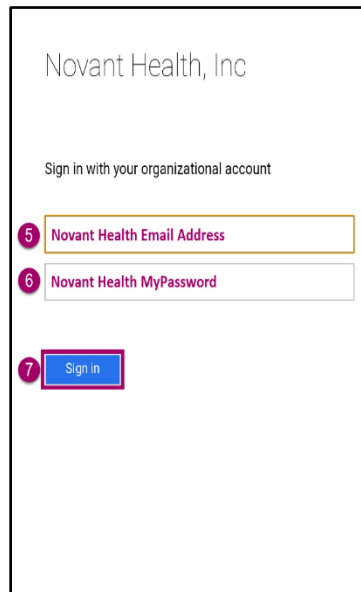 Novant Health, Inc
Sign in with your organizational account
5 Novant Health Email Address
6 Novant Health MyPassword
7 Sign in